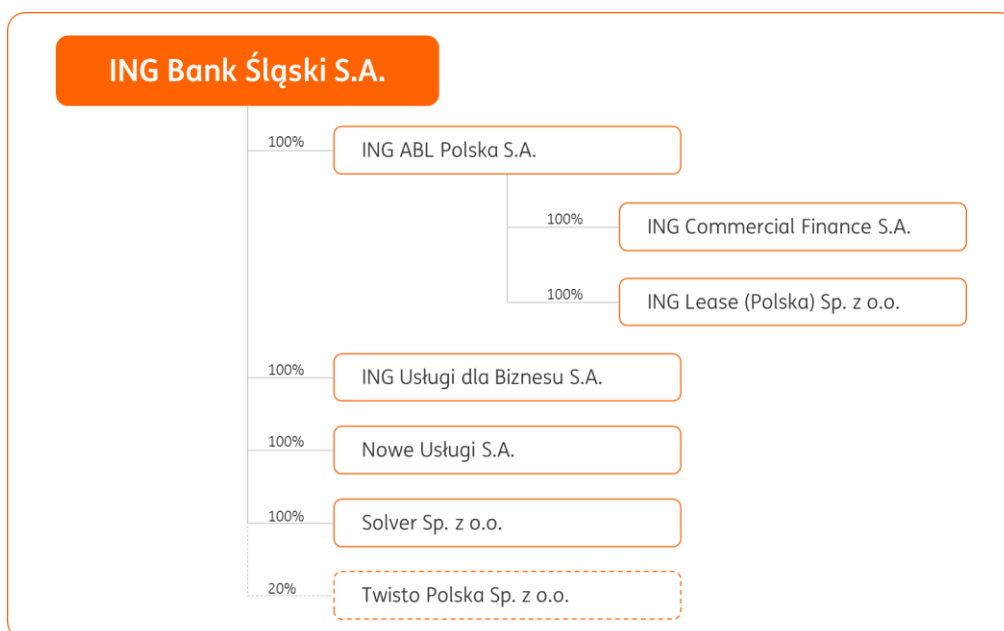 ING Bank Śląski S.A.
100%
ING ABL Polska S.A.
100%
ING Commercial Finance S.A.
100%
ING Lease (Polska) Sp. z o.o.
100%
ING Usługi dla Biznesu S.A.
100%
Nowe Usługi S.A.
100%
Solver Sp. z o.o.
20%
Twisto Polska Sp. z o.o.